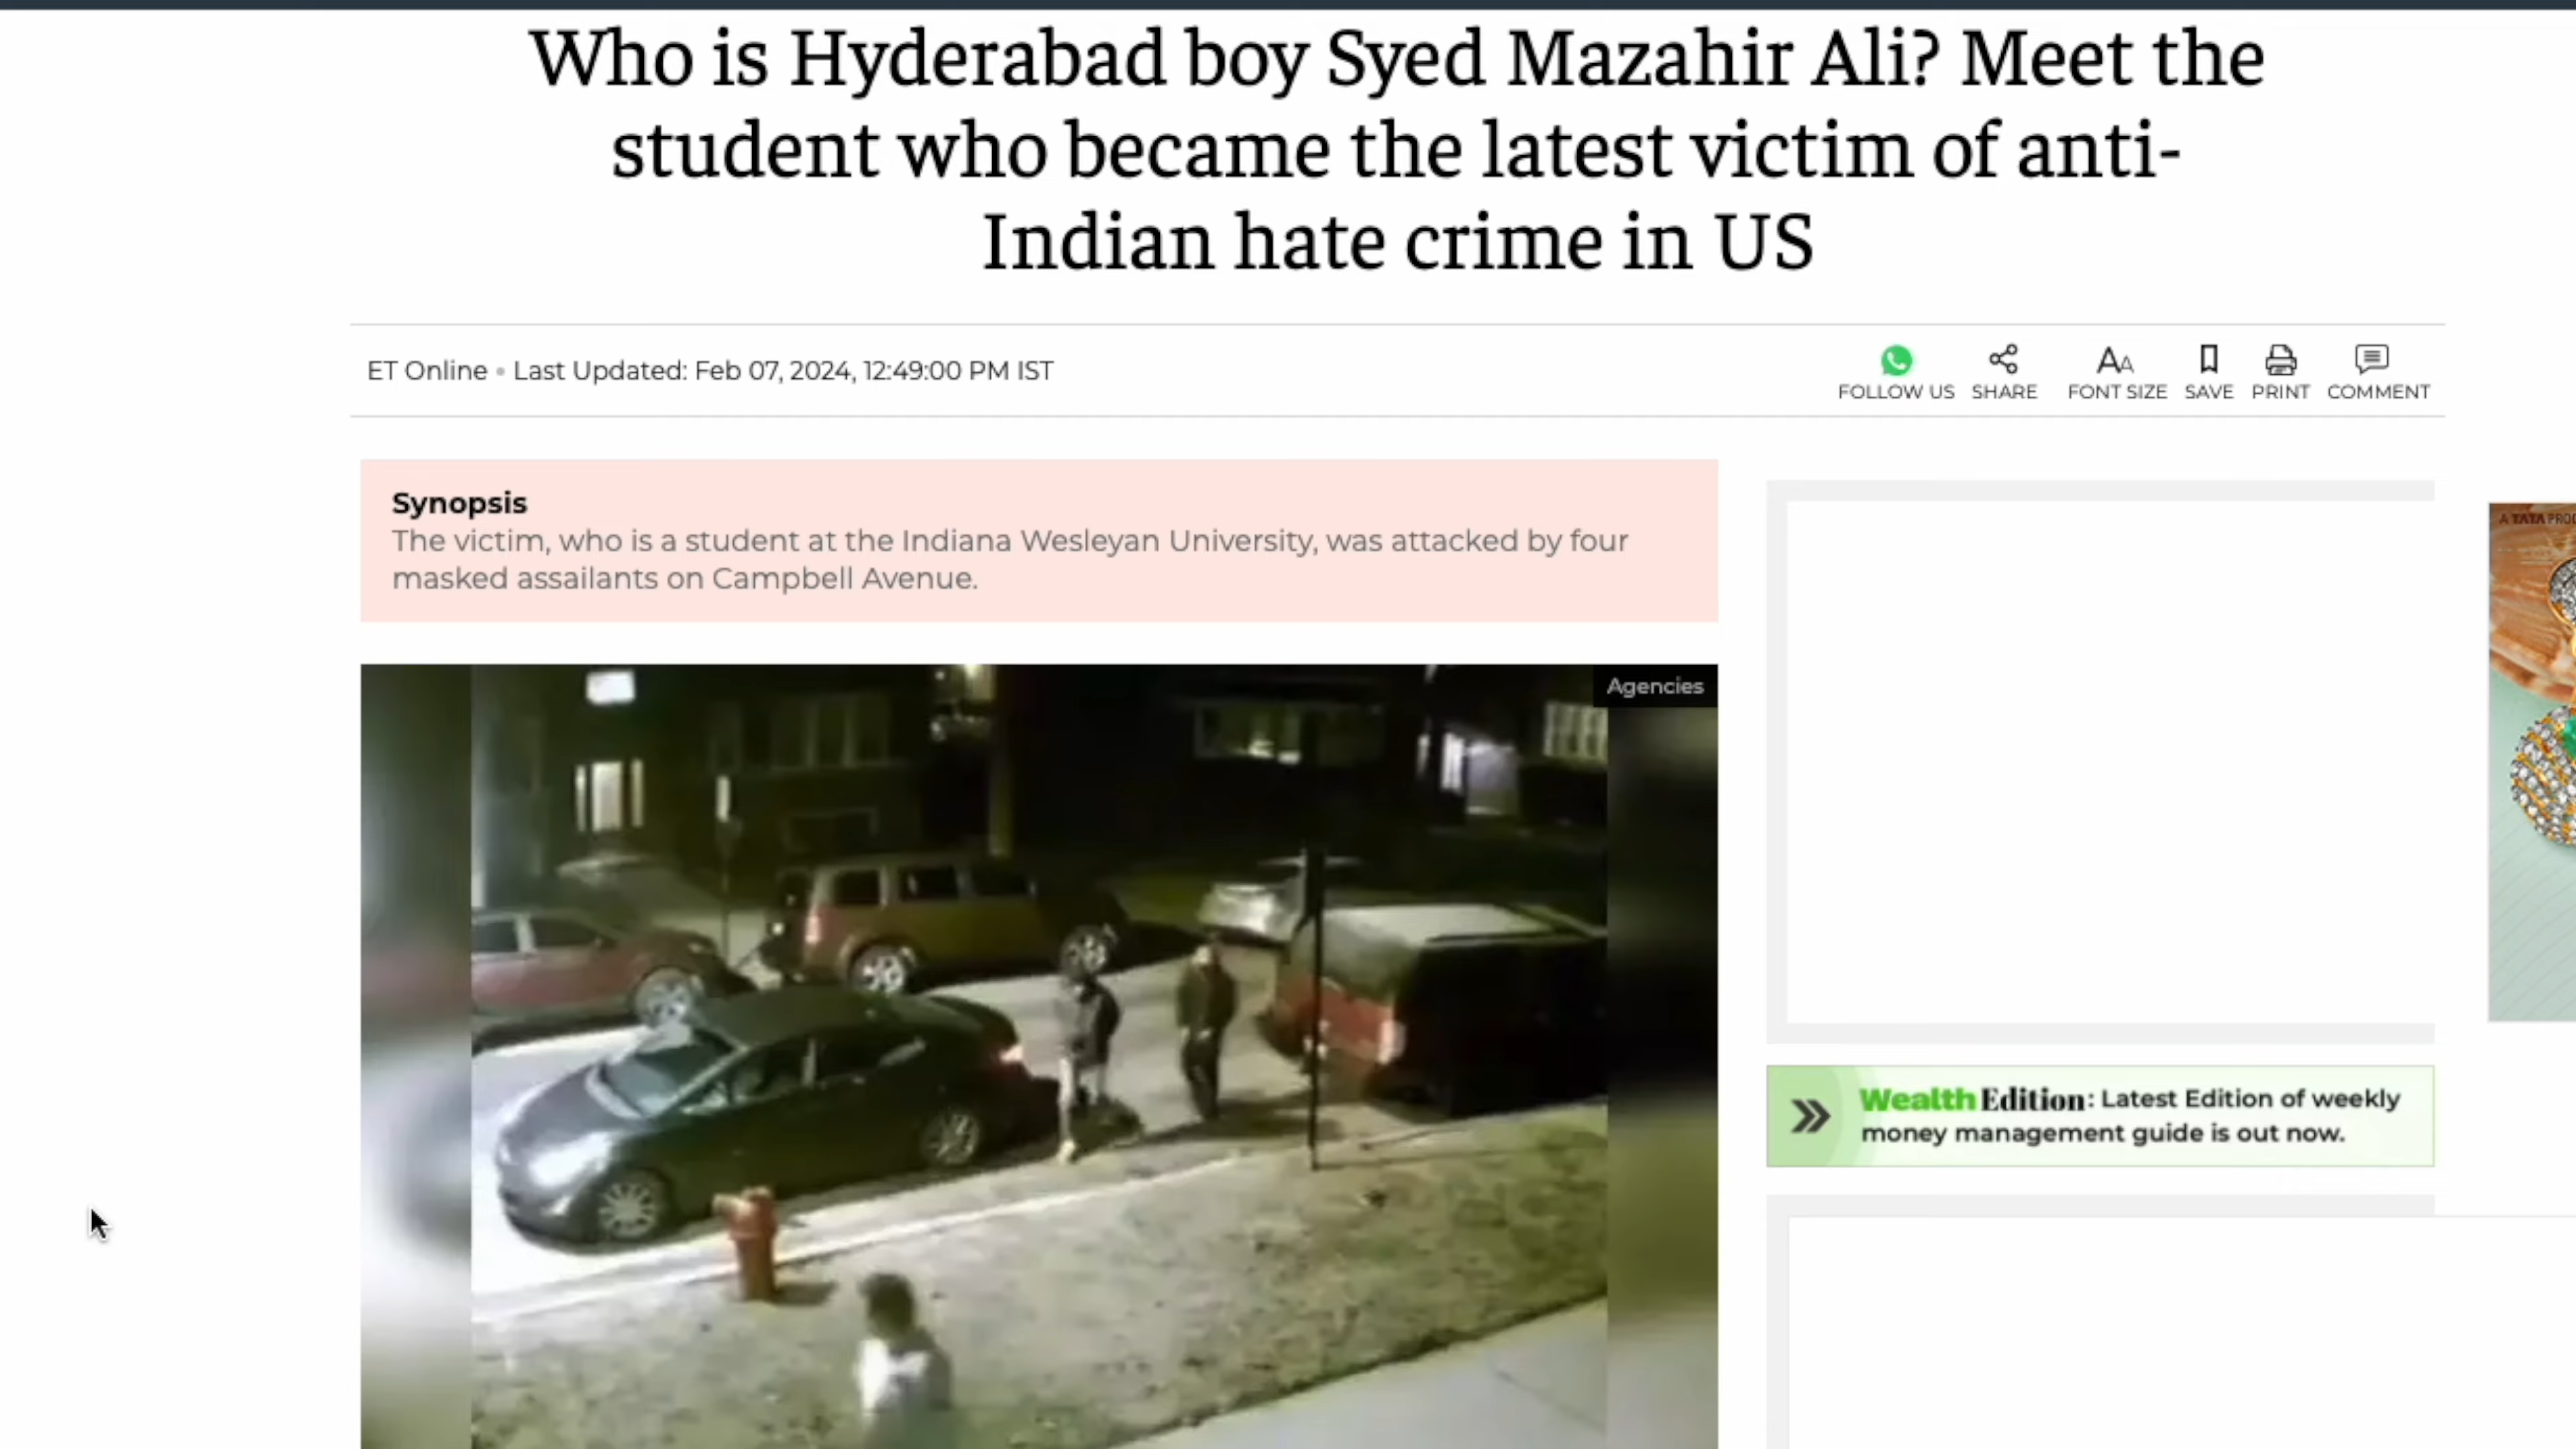 Who is Hyderabad boy Syed Mazahir Ali? Meet the
student who became the latest victim of anti-
Indian hate crime in US
ET Online • Last Updated: Feb 07, 2024, 12:49:00 PM IST
FOLLOW US
SHARE
FONT SIZE
SAVE
PRINT
COMMENT
Synopsis
The victim, who is a student at the Indiana Wesleyan University, was attacked by four
masked assailants on Campbell Avenue.
Agencies
A TATA
Wealth Edition: Latest Edition of weekly
money management guide is out now.